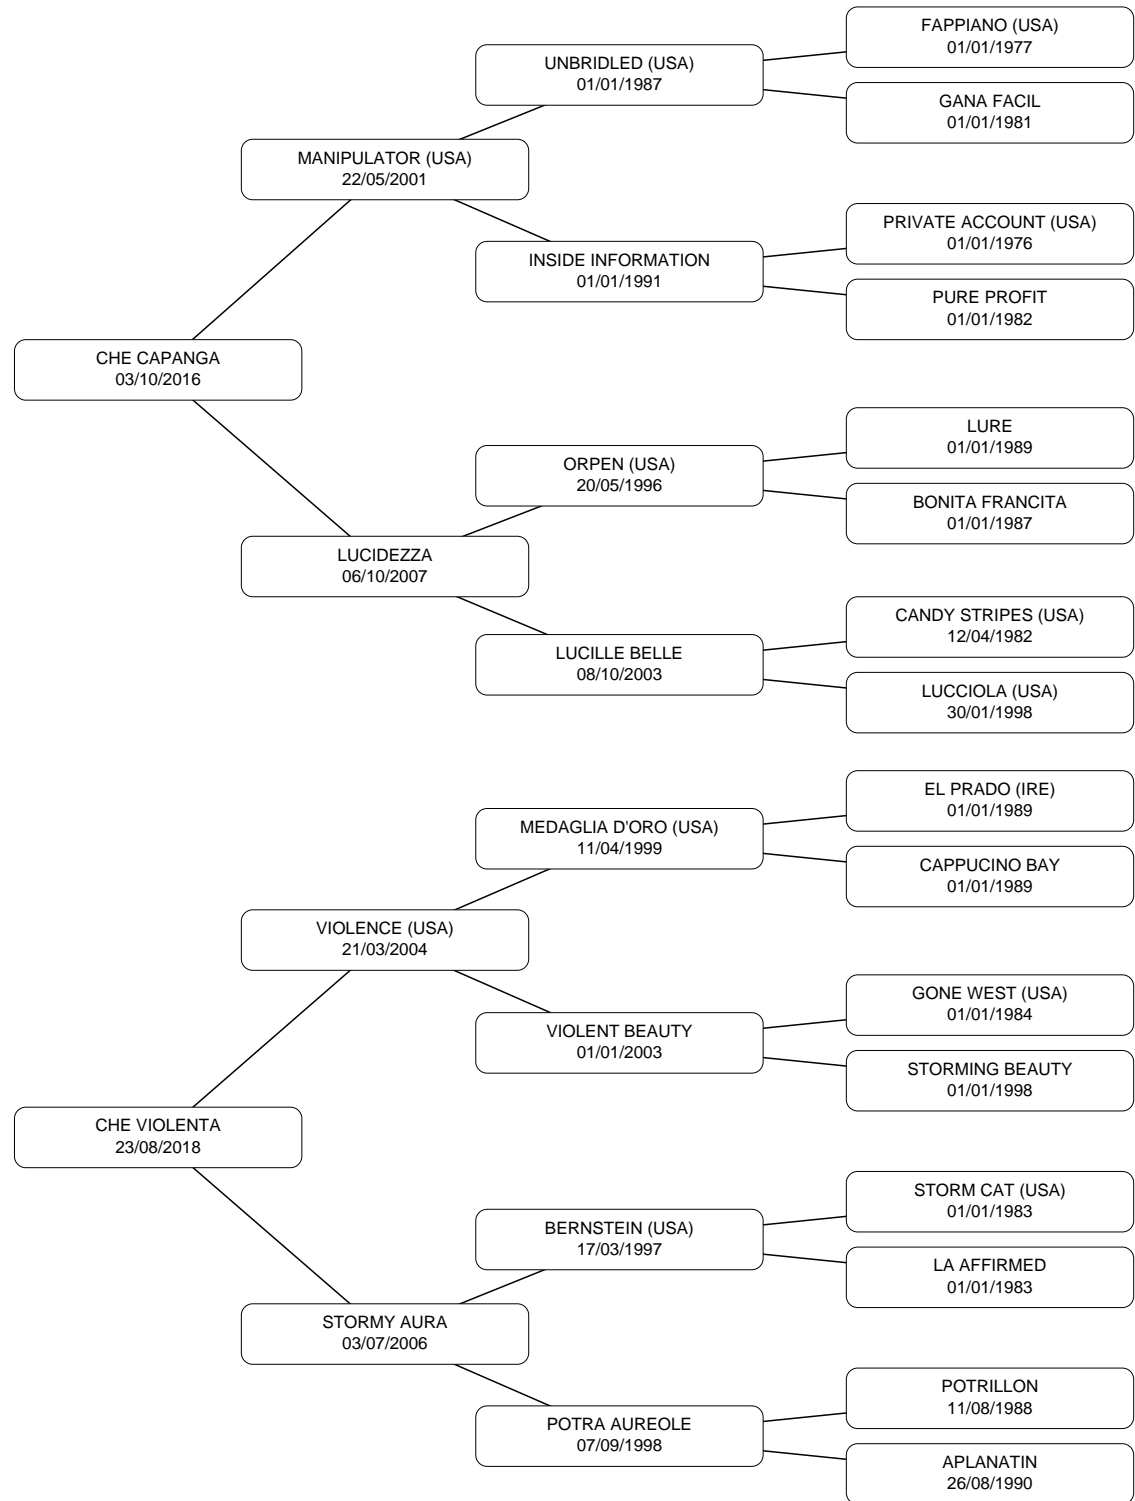 FAPPIANO (USA)
01/01/1977
UNBRIDLED (USA)
01/01/1987
GANA FACIL
01/01/1981
MANIPULATOR (USA)
22/05/2001
PRIVATE ACCOUNT (USA)
01/01/1976
INSIDE INFORMATION
01/01/1991
PURE PROFIT
01/01/1982
CHE CAPANGA
03/10/2016
LURE
01/01/1989
ORPEN (USA)
20/05/1996
BONITA FRANCITA
01/01/1987
LUCIDEZZA
06/10/2007
CANDY STRIPES (USA)
12/04/1982
LUCILLE BELLE
08/10/2003
LUCCIOLA (USA)
30/01/1998
EL PRADO (IRE)
01/01/1989
MEDAGLIA D'ORO (USA)
11/04/1999
CAPPUCINO BAY
01/01/1989
VIOLENCE (USA)
21/03/2004
GONE WEST (USA)
01/01/1984
VIOLENT BEAUTY
01/01/2003
STORMING BEAUTY
01/01/1998
CHE VIOLENTA
23/08/2018
STORM CAT (USA)
01/01/1983
BERNSTEIN (USA)
17/03/1997
LA AFFIRMED
01/01/1983
STORMY AURA
03/07/2006
POTRILLON
11/08/1988
POTRA AUREOLE
07/09/1998
APLANATIN
26/08/1990